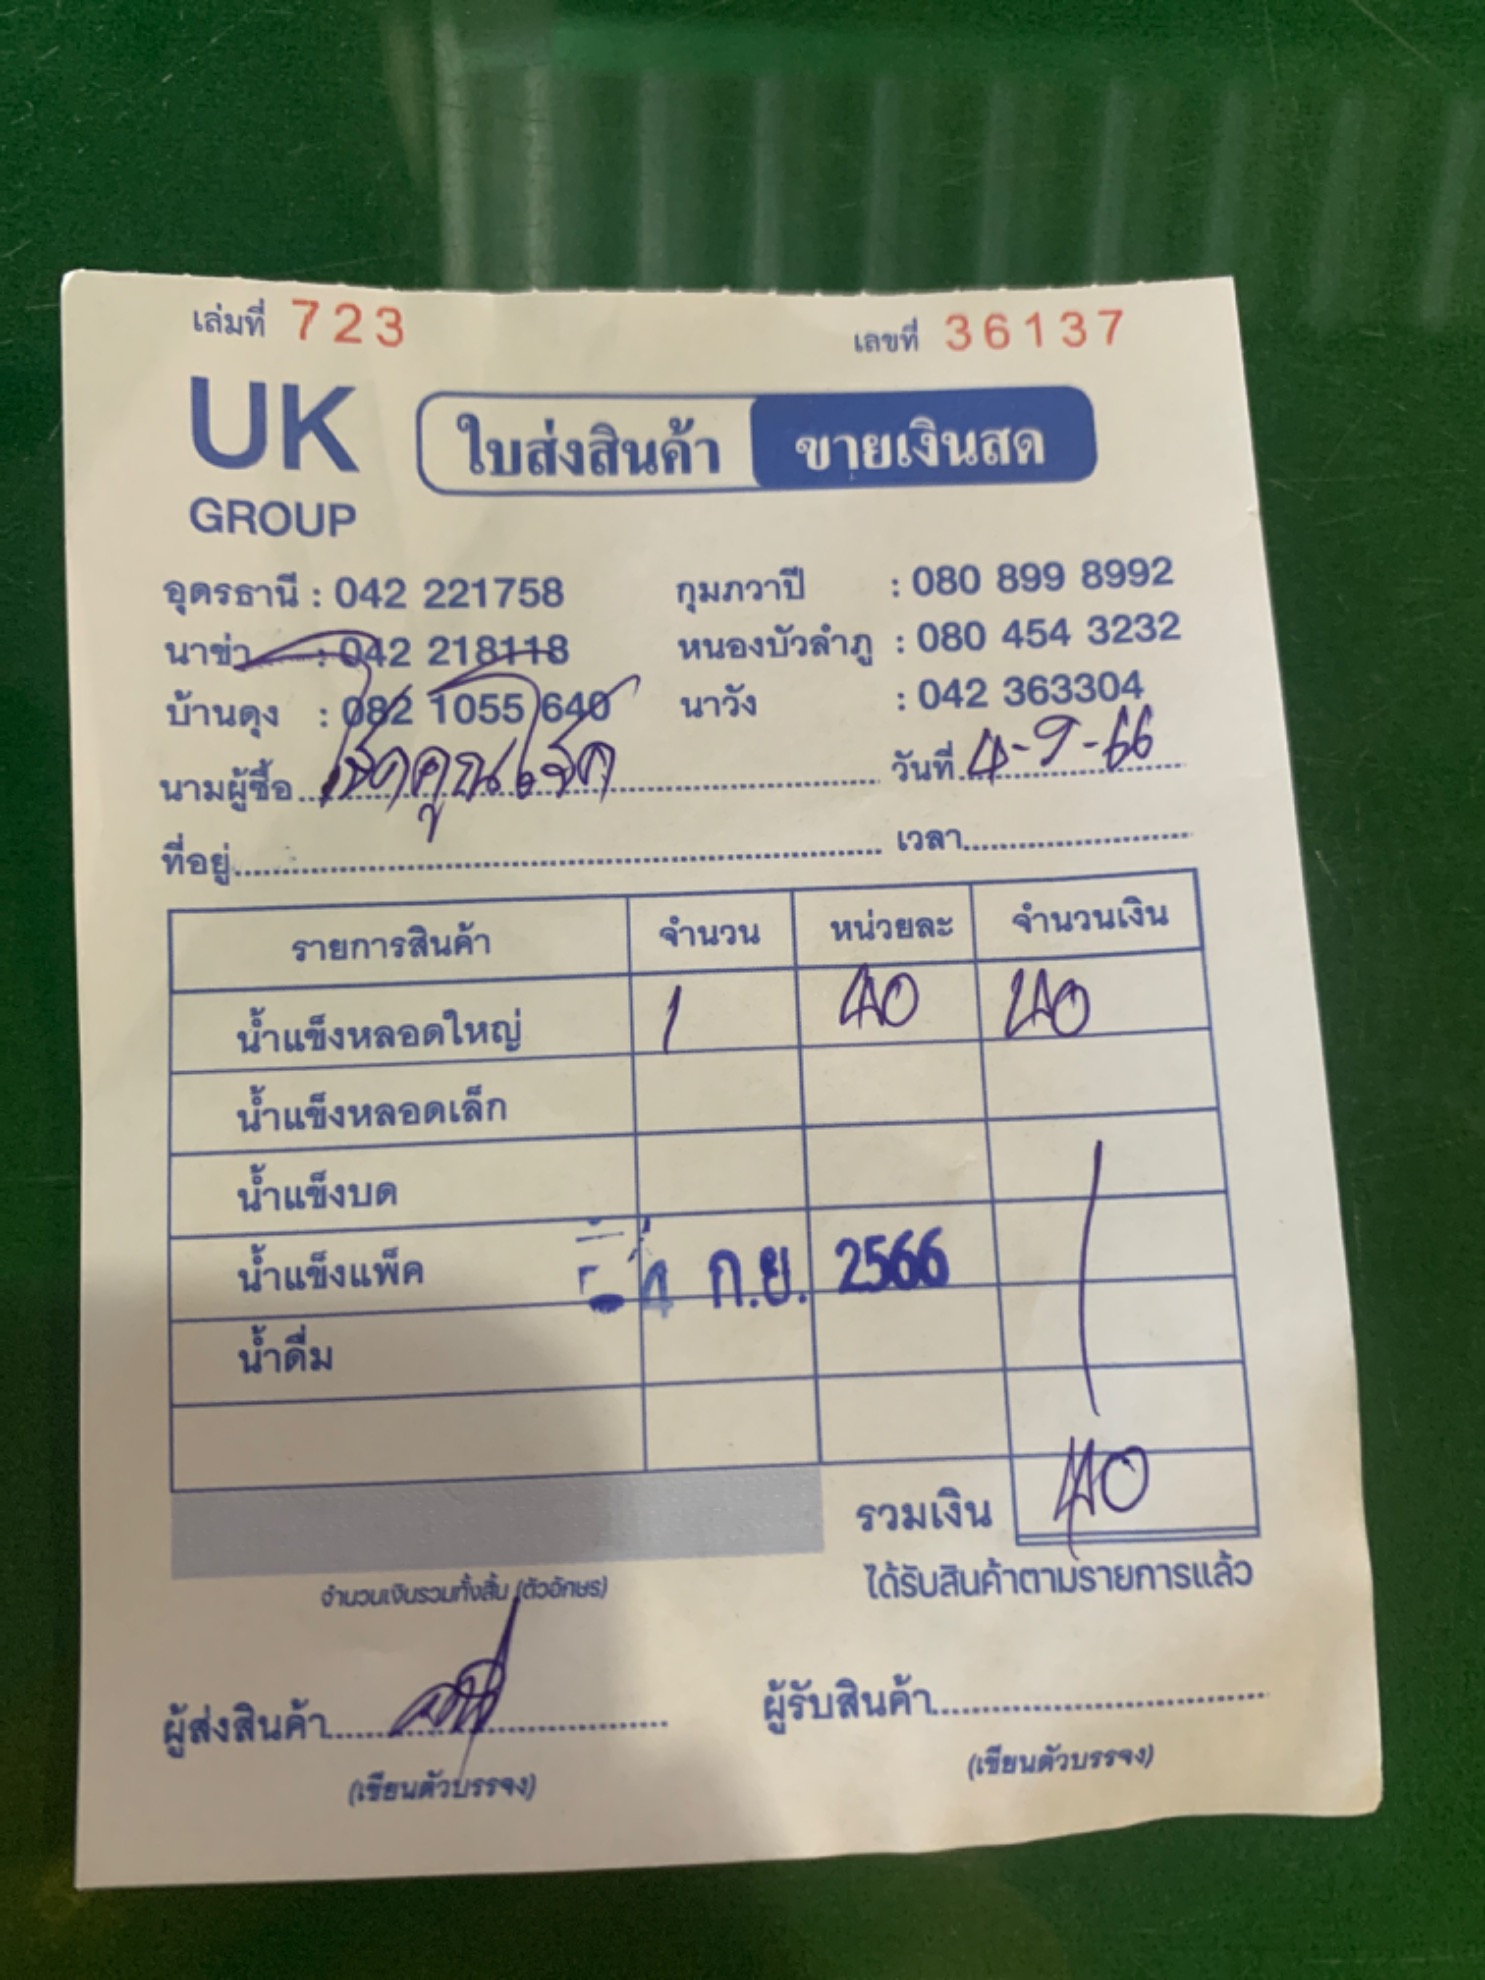 เล่มที่ 723 เลขที่ 36137
UK
GROUP
ใบส่งสินค้า ขายเงินสด
อุดรธานี : 042 221758 กุมภวาปี : 080 899 8992
นาข่า : 042 218118 หนองบัวลำภู : 080 454 3232
บ้านดุง : 082 1055 640 นาวัง : 042 363304
นามผู้ซื้อ โชคคูณโชค วันที่ 4-9-66
ที่อยู่ เวลา
รายการสินค้า จำนวน หน่วยละ จำนวนเงิน
น้ำแข็งหลอดใหญ่ 1 40 40
น้ำแข็งหลอดเล็ก
น้ำแข็งบด
น้ำแข็งแพ็ค 4 ก.ย. 2566
น้ำดื่ม
รวมเงิน 40
จำนวนเงินรวมทั้งสิ้น (ตัวอักษร) ได้รับสินค้าตามรายการแล้ว
ผู้ส่งสินค้า ผู้รับสินค้า
(เขียนตัวบรรจง) (เขียนตัวบรรจง)